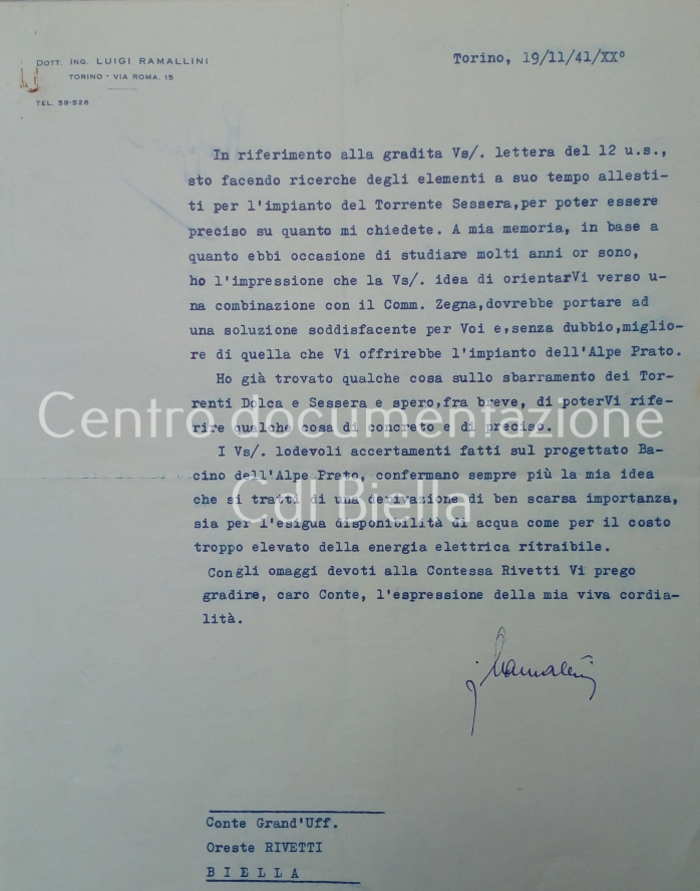 DOTT. ING. LUIGI RAMALLINI
TORINO - VIA ROMA. 15
TEL. 59-526
Torino, 19/11/41/XX°
In riferimento alla gradita Vs/. lettera del 12 u.s.,
sto facendo ricerche degli elementi a suo tempo allesti-
ti per l'impianto del Torrente Sessera,per poter essere
preciso su quanto mi chiedete. A mia memoria, in base a
quanto ebbi occasione di studiare molti anni or sono,
ho l'impressione che la Vs/. idea di orientarVi verso u-
na combinazione con il Comm. Zegna,dovrebbe portare ad
una soluzione soddisfacente per Voi e,senza dubbio,miglio-
re di quella che Vi offrirebbe l'impianto dell'Alpe Prato.
Ho già trovato qualche cosa sullo sbarramento dei Tor-
renti Dolca e Sessera e spero,fra breve, di poterVi rife-
rire qualche cosa di concreto e di preciso.
I Vs/. lodevoli accertamenti fatti sul progettato Ba-
cino dell'Alpe Prato, confermano sempre più la mia idea
che si tratti di una derivazione di ben scarsa importanza,
sia per l'esigua disponibilità di acqua come per il costo
troppo elevato della energia elettrica ritraibile.
Con gli omaggi devoti alla Contessa Rivetti Vi prego
gradire, caro Conte, l'espressione della mia viva cordia-
lità.
Ramallini
Conte Grand'Uff.
Oreste RIVETTI
B I E L L A
Centro documentazione
Cdl Biella